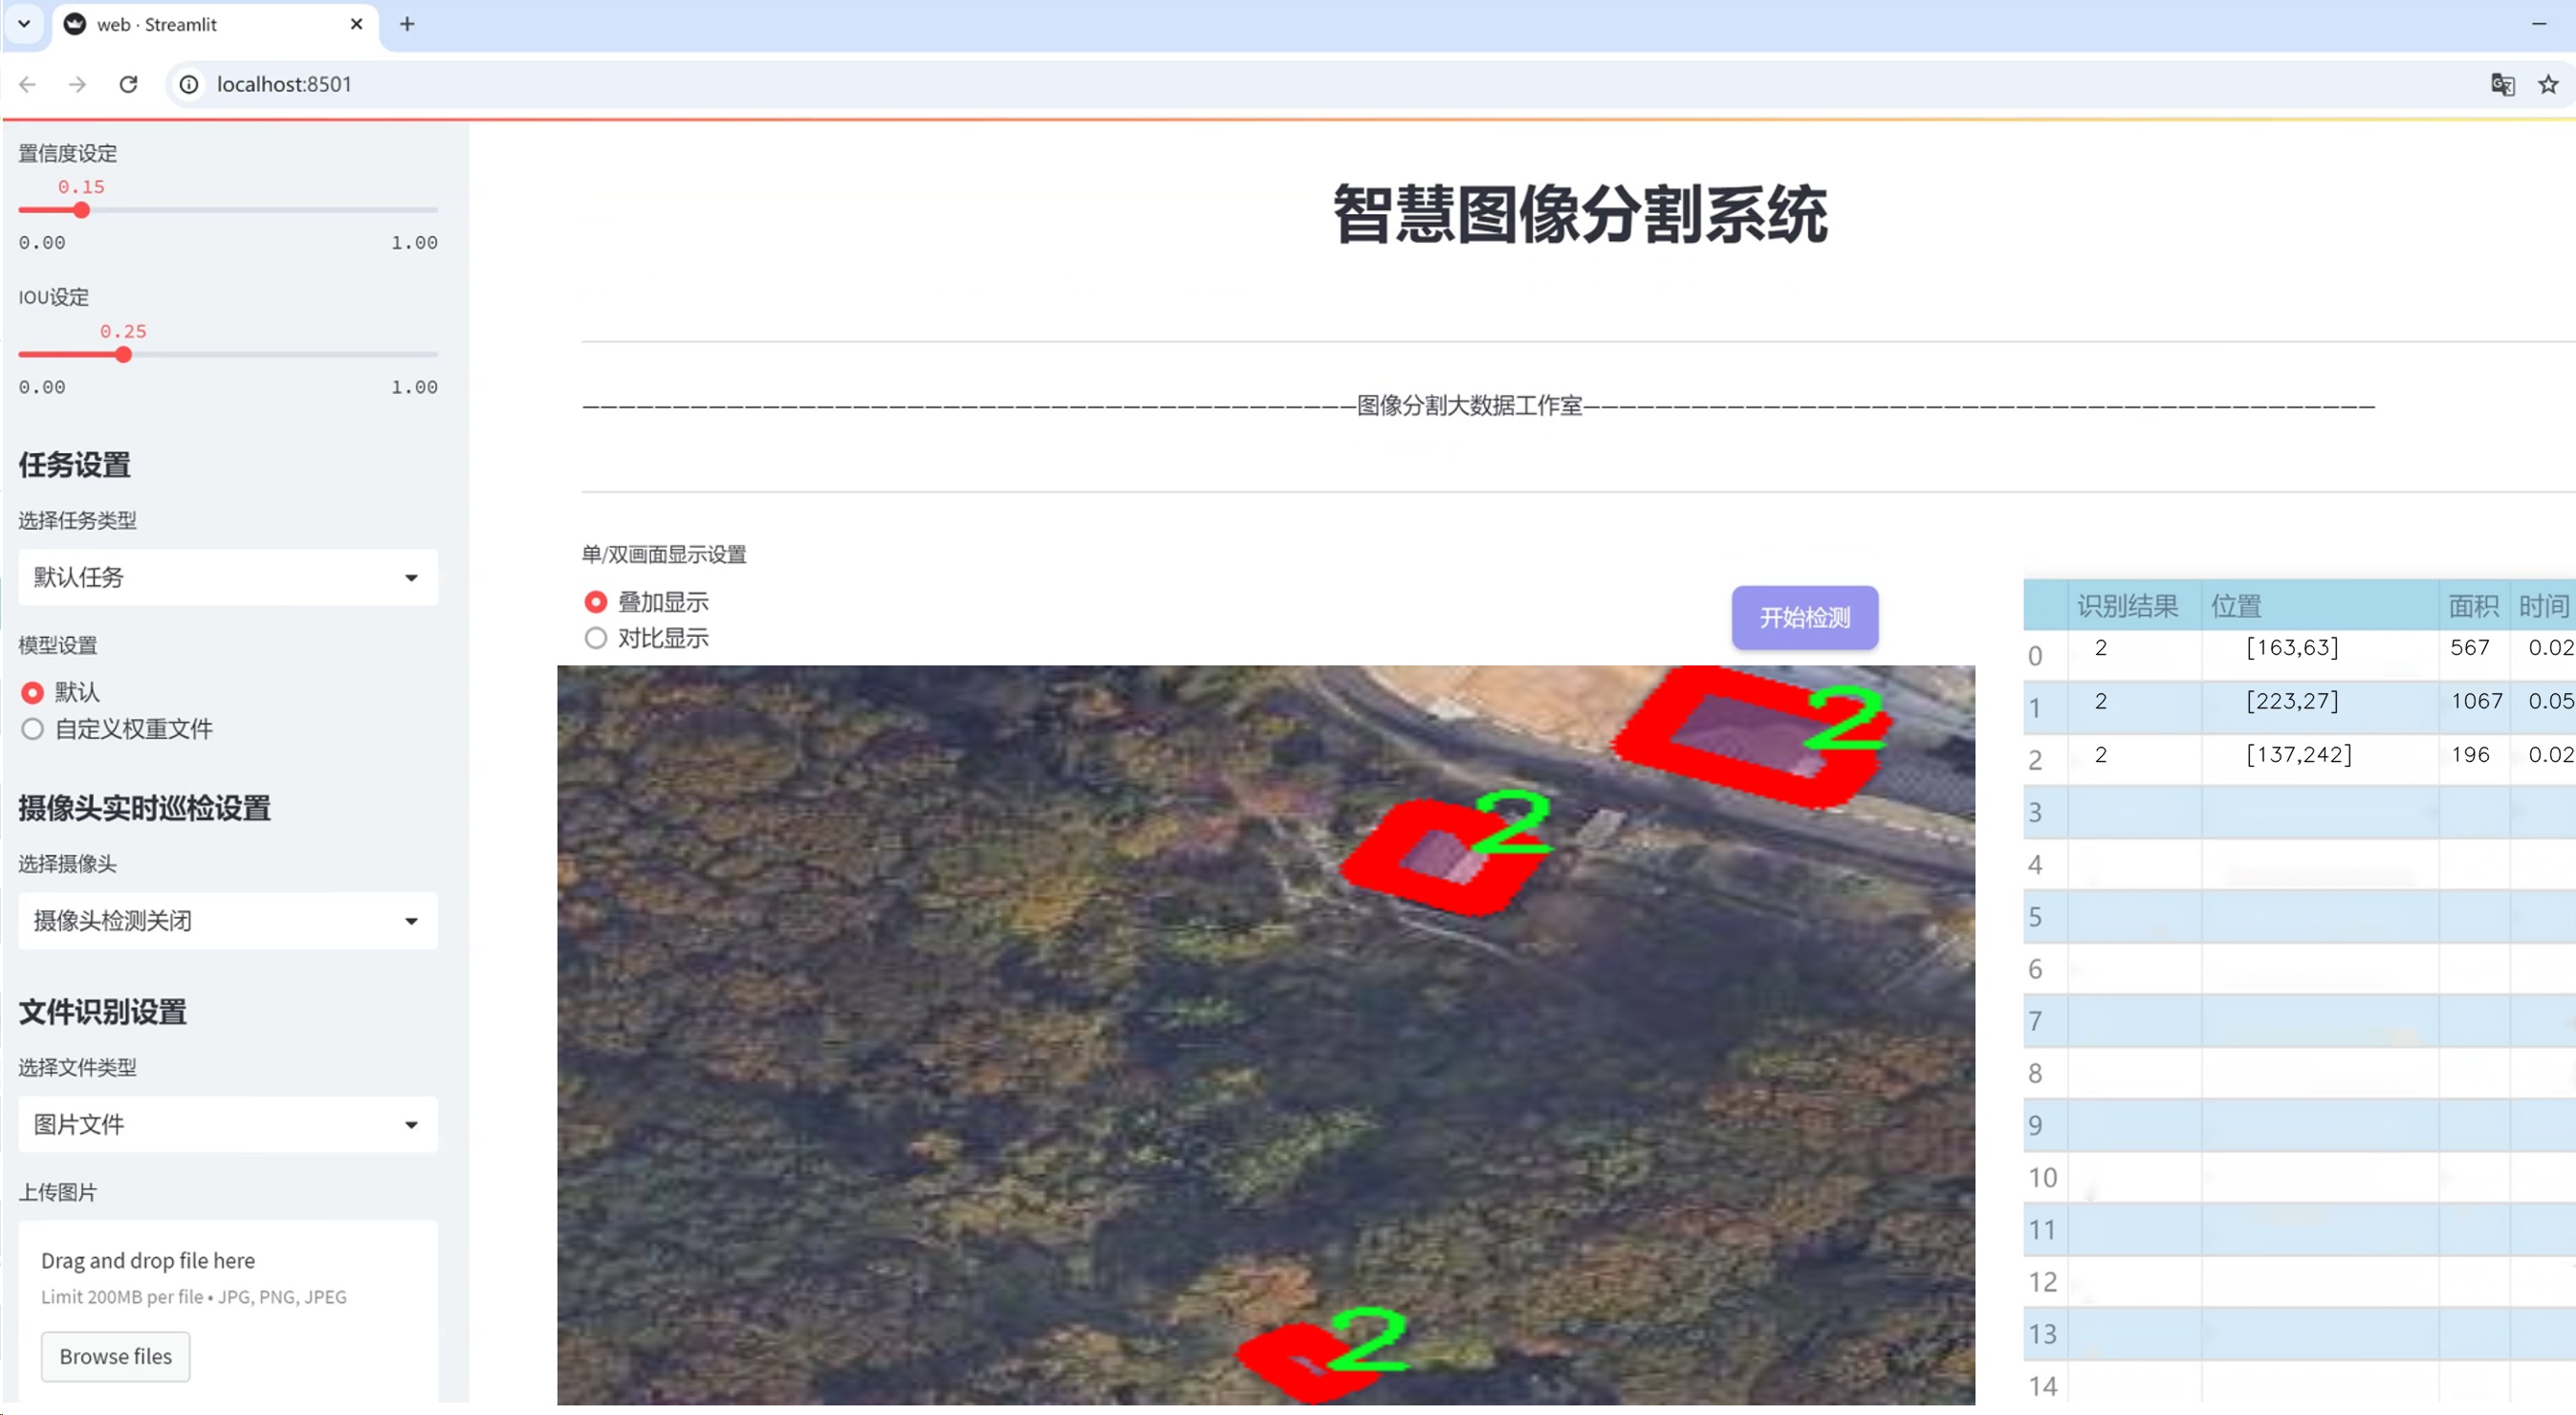 web · Streamlit
localhost:8501
置信度设定
0.15
0.00 1.00
IOU设定
0.25
0.00 1.00
任务设置
选择任务类型
默认任务
模型设置
默认
自定义权重文件
摄像头实时巡检设置
选择摄像头
摄像头检测关闭
文件识别设置
选择文件类型
图片文件
上传图片
Drag and drop file here
Limit 200MB per file • JPG, PNG, JPEG
Browse files
智慧图像分割系统
———————————————————————————————————————————图像分割大数据工作室————————————————————————————————————————————
单/双画面显示设置
叠加显示
对比显示
开始检测
2
2
2
识别结果 位置 面积 时间
0 2 [163,63] 567 0.02
1 2 [223,27] 1067 0.05
2 2 [137,242] 196 0.02
3
4
5
6
7
8
9
10
11
12
13
14